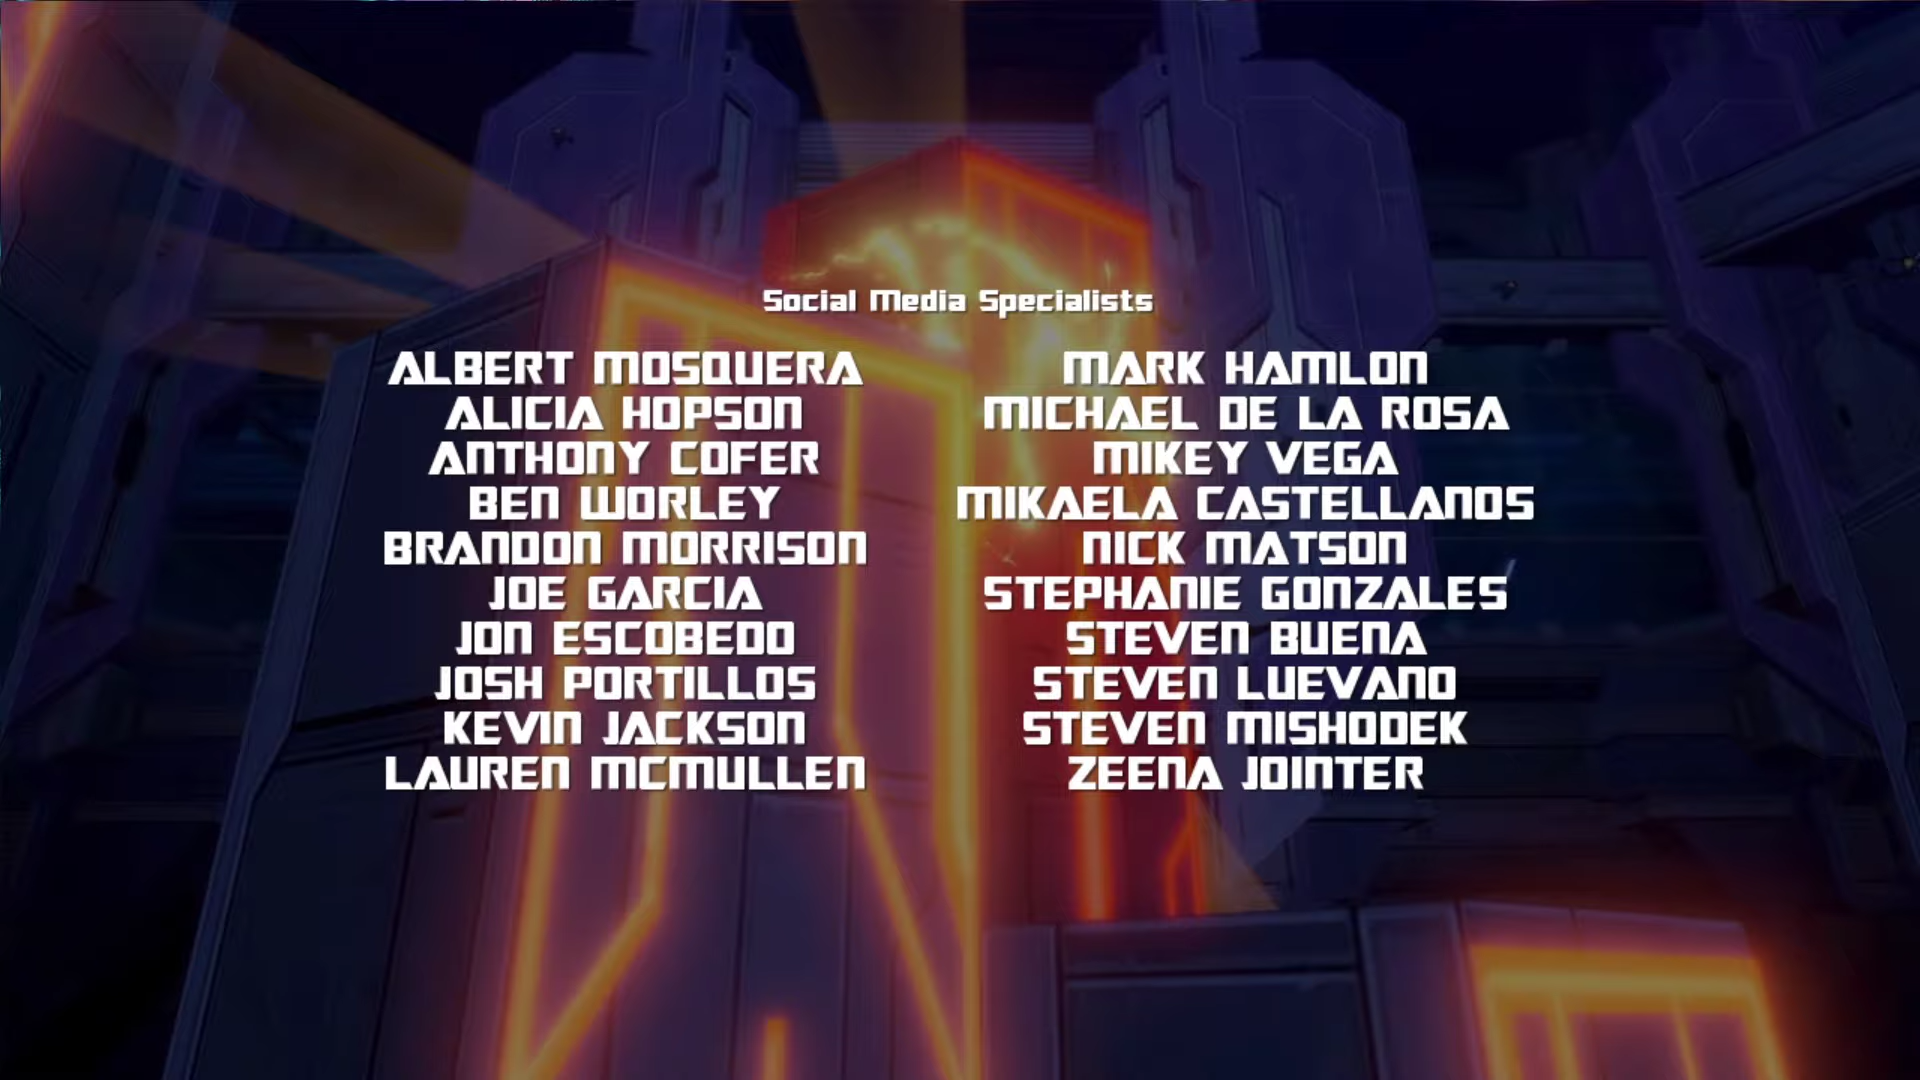 Social Media Specialists
ALBERT MOSQUERA
ALICIA HOPSON
ANTHONY COFER
BEN WORLEY
BRANDON MORRISON
JOE GARCIA
JON ESCOBEDO
JOSH PORTILLOS
KEVIN JACKSON
LAUREN MCMULLEN
MARK HAMLON
MICHAEL DE LA ROSA
MIKEY VEGA
MIKAELA CASTELLANOS
NICK MATSON
STEPHANIE GONZALES
STEVEN BUENA
STEVEN LUEVANO
STEVEN MISHODEK
ZEENA JOINTER